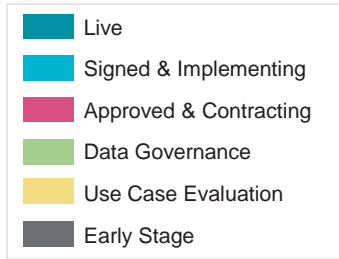 Live
Signed & Implementing
Approved & Contracting
Data Governance
Use Case Evaluation
Early Stage